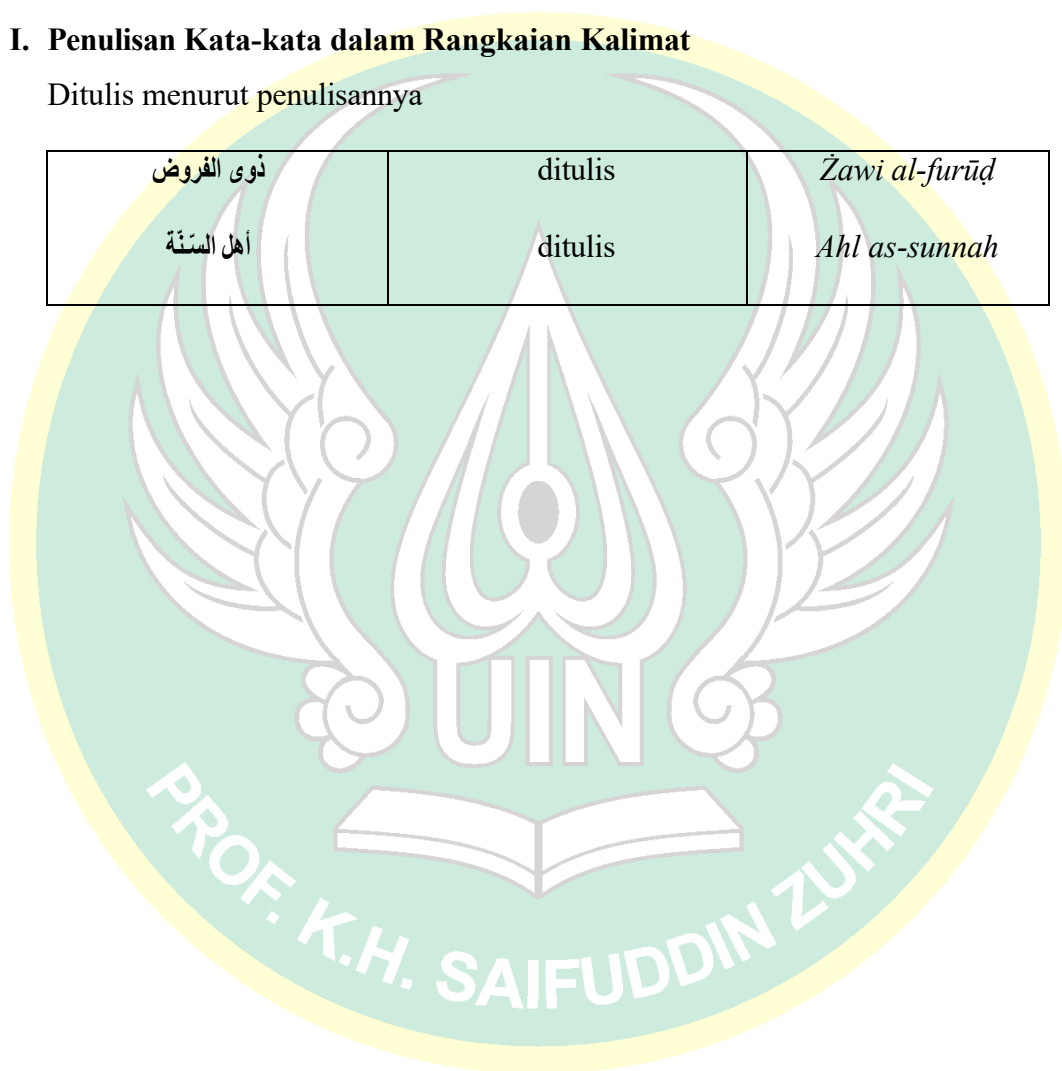 I. Penulisan Kata-kata dalam Rangkaian Kalimat
Ditulis menurut penulisannya
ذوى الفروض ditulis Żawi al-furūḍ
أهل السّنّة ditulis Ahl as-sunnah
UIN
PROF. K.H. SAIFUDDIN ZUHRI